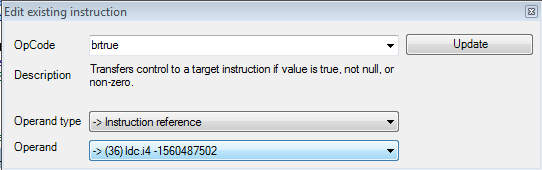 Edit existing instruction
OpCode
brtrue
Update
Description
Transfers control to a target instruction if value is true, not null, or
non-zero.
Operand type
-> Instruction reference
Operand
-> (36) ldc.i4 -1560487502